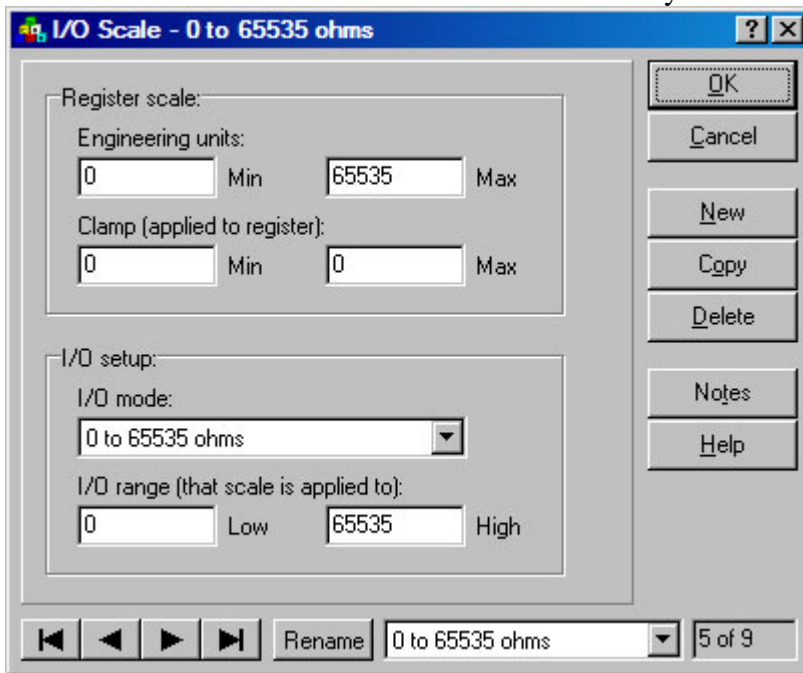 I/O Scale - 0 to 65535 ohms
Register scale:
Engineering units:
0 Min 65535 Max
Clamp (applied to register):
0 Min 0 Max
I/O setup:
I/O mode:
0 to 65535 ohms
I/O range (that scale is applied to):
0 Low 65535 High
OK
Cancel
New
Copy
Delete
Notes
Help
Rename 0 to 65535 ohms 5 of 9